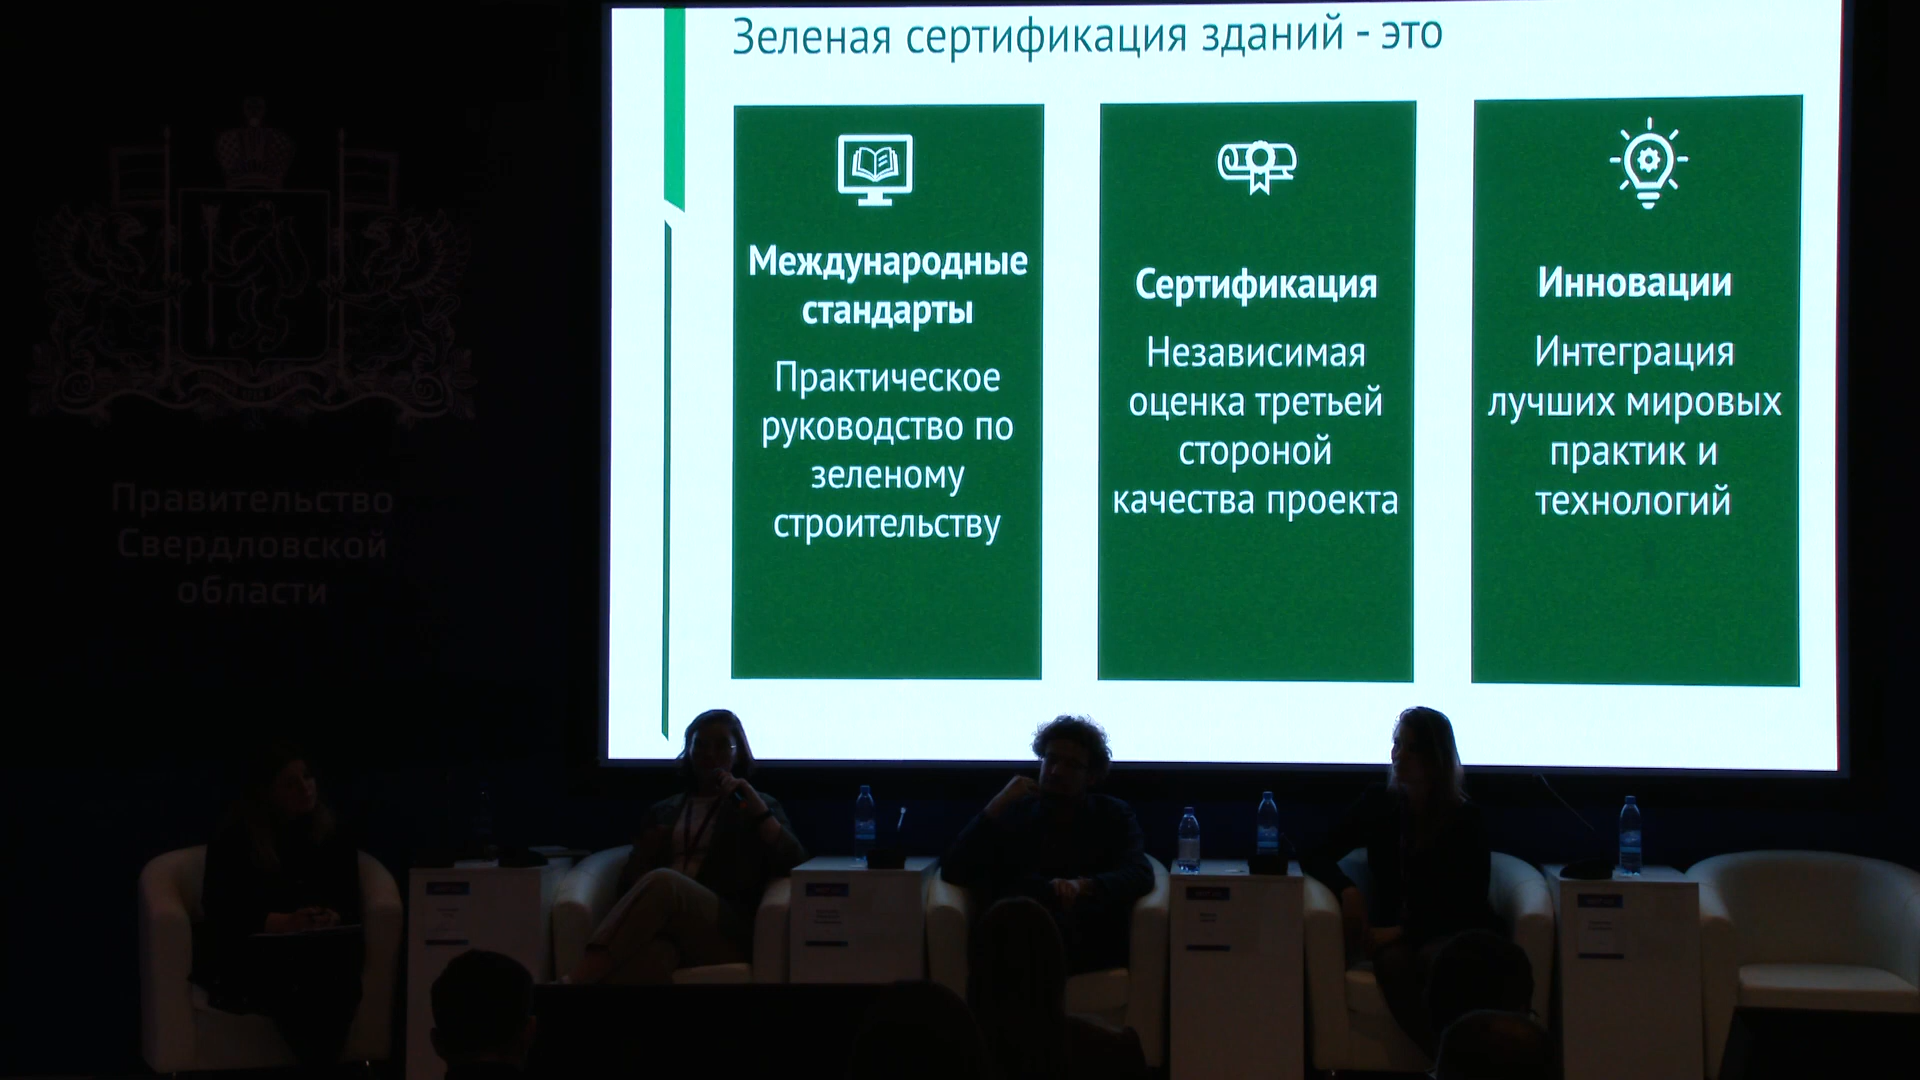 Зеленая сертификация зданий - это
Международные
стандарты
Практическое
руководство по
зеленому
строительству
Сертификация
Независимая
оценка третьей
стороной
качества проекта
Инновации
Интеграция
лучших мировых
практик и
технологий
Правительство
Свердловской
области